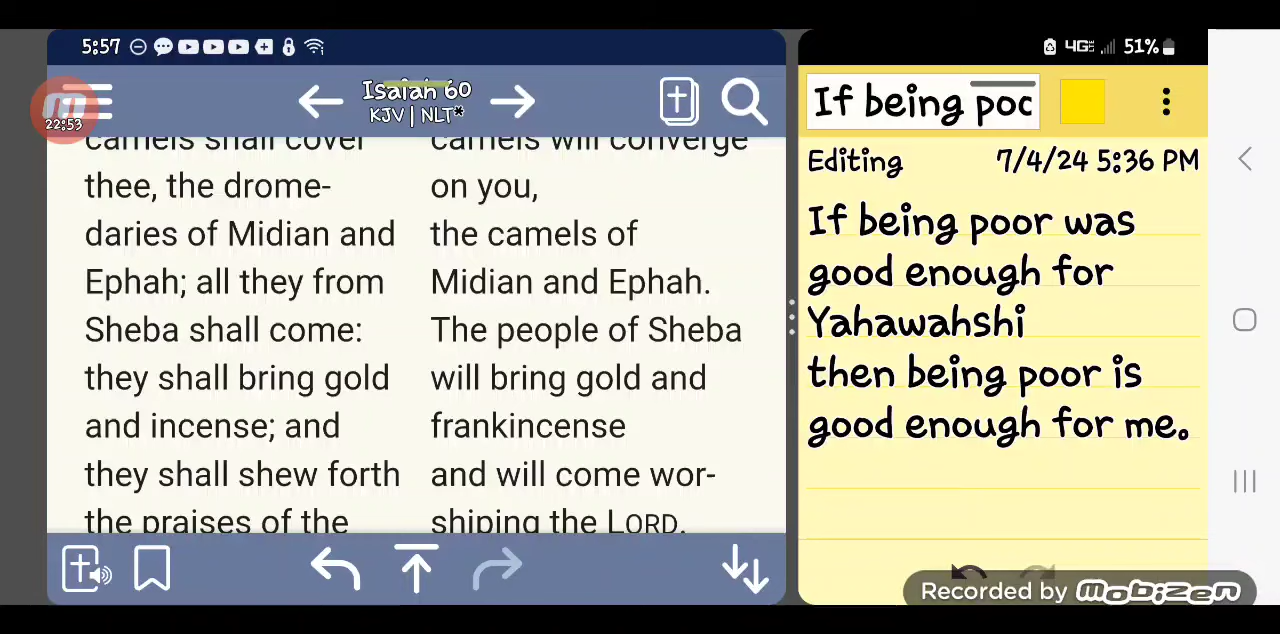 5:57
4GE 51%
22:53
Isaiah 60
KJV | NLT*
camels shall cover
thee, the drome-
daries of Midian and
Ephah; all they from
Sheba shall come:
they shall bring gold
and incense; and
they shall shew forth
the praises of the
camels will converge
on you,
the camels of
Midian and Ephah.
The people of Sheba
will bring gold and
frankincense
and will come wor-
shiping the LORD.
If being poo
Editing 7/4/24 5:36 PM
If being poor was
good enough for
Yahawahshi
then being poor is
good enough for me.
Recorded by mobizen